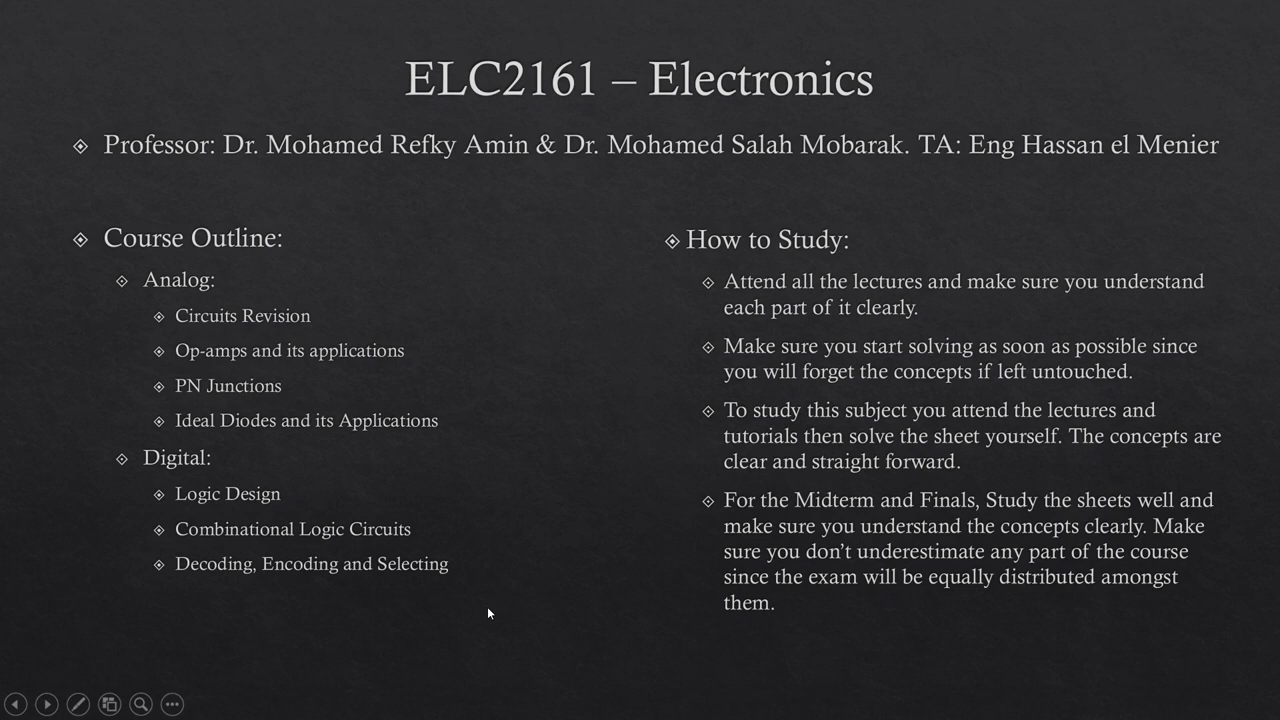 ELC2161 – Electronics
Professor: Dr. Mohamed Refky Amin & Dr. Mohamed Salah Mobarak. TA: Eng Hassan el Menier
Course Outline:
Analog:
Circuits Revision
Op-amps and its applications
PN Junctions
Ideal Diodes and its Applications
Digital:
Logic Design
Combinational Logic Circuits
Decoding, Encoding and Selecting
How to Study:
Attend all the lectures and make sure you understand
each part of it clearly.
Make sure you start solving as soon as possible since
you will forget the concepts if left untouched.
To study this subject you attend the lectures and
tutorials then solve the sheet yourself. The concepts are
clear and straight forward.
For the Midterm and Finals, Study the sheets well and
make sure you understand the concepts clearly. Make
sure you don’t underestimate any part of the course
since the exam will be equally distributed amongst
them.